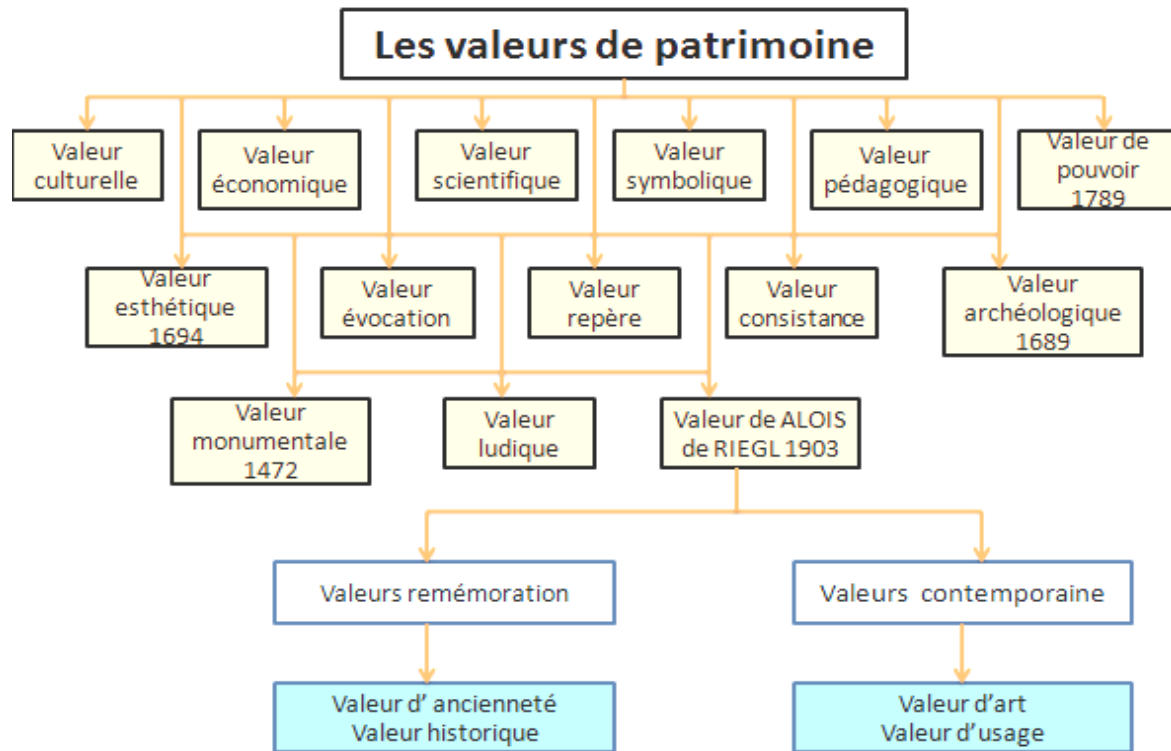 Les valeurs de patrimoine
Valeur
culturelle
Valeur
économique
Valeur
scientifique
Valeur
symbolique
Valeur
pédagogique
Valeur de
pouvoir
1789
Valeur
esthétique
1694
Valeur
évocation
Valeur
repère
Valeur
consistance
Valeur
archéologique
1689
Valeur
monumentale
1472
Valeur
ludique
Valeur de ALOIS
de RIEGL 1903
Valeurs remémoration
Valeurs contemporaine
Valeur d' ancienneté
Valeur historique
Valeur d'art
Valeur d'usage